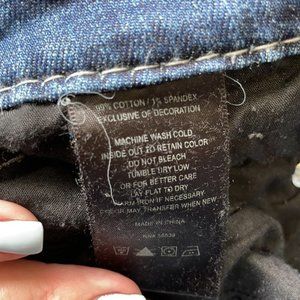 99% COTTON / 1% SPANDEX
EXCLUSIVE OF DECORATION
MACHINE WASH COLD
INSIDE OUT TO RETAIN COLOR
DO NOT BLEACH
TUMBLE DRY LOW
OR FOR BETTER CARE
LAY FLAT TO DRY
WARM IRON IF NECESSARY
COLOR MAY TRANSFER WHEN NEW
MADE IN CHINA